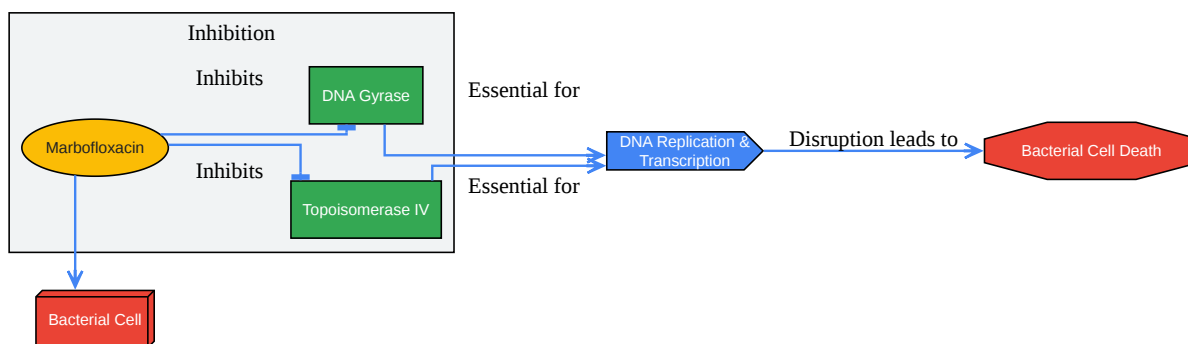 Inhibition
Inhibits
DNA Gyrase
Essential for
Marbofloxacin
DNA Replication &
Transcription
Disruption leads to
Bacterial Cell Death
Inhibits
Essential for
Topoisomerase IV
Bacterial Cell